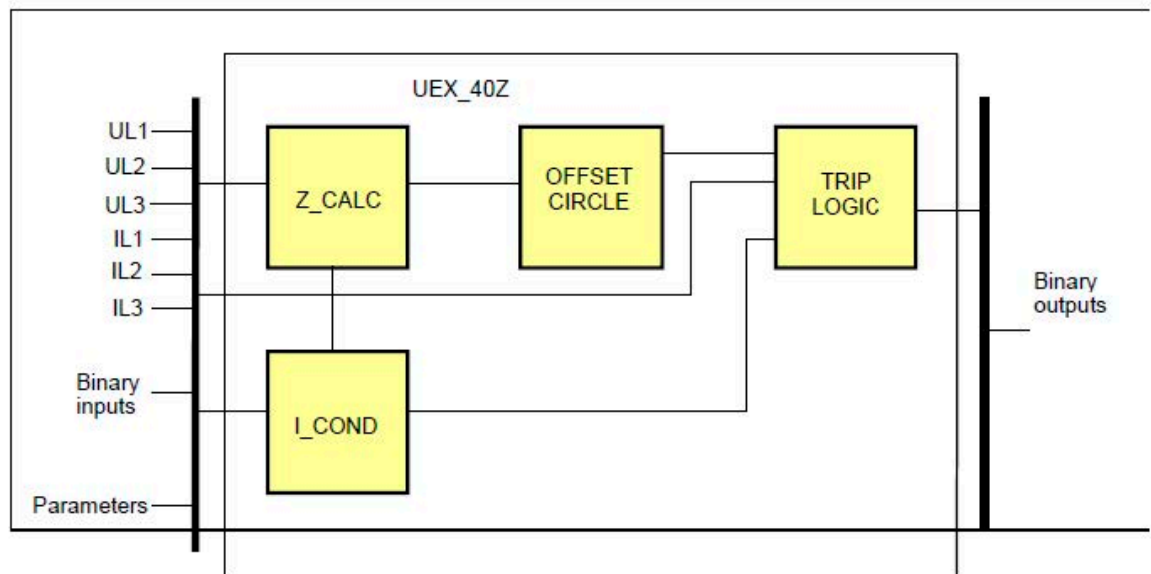 UEX_40Z
UL1
UL2
UL3
IL1
IL2
IL3
Binary
inputs
Parameters
Z_CALC
I_COND
OFFSET
CIRCLE
TRIP
LOGIC
Binary
outputs